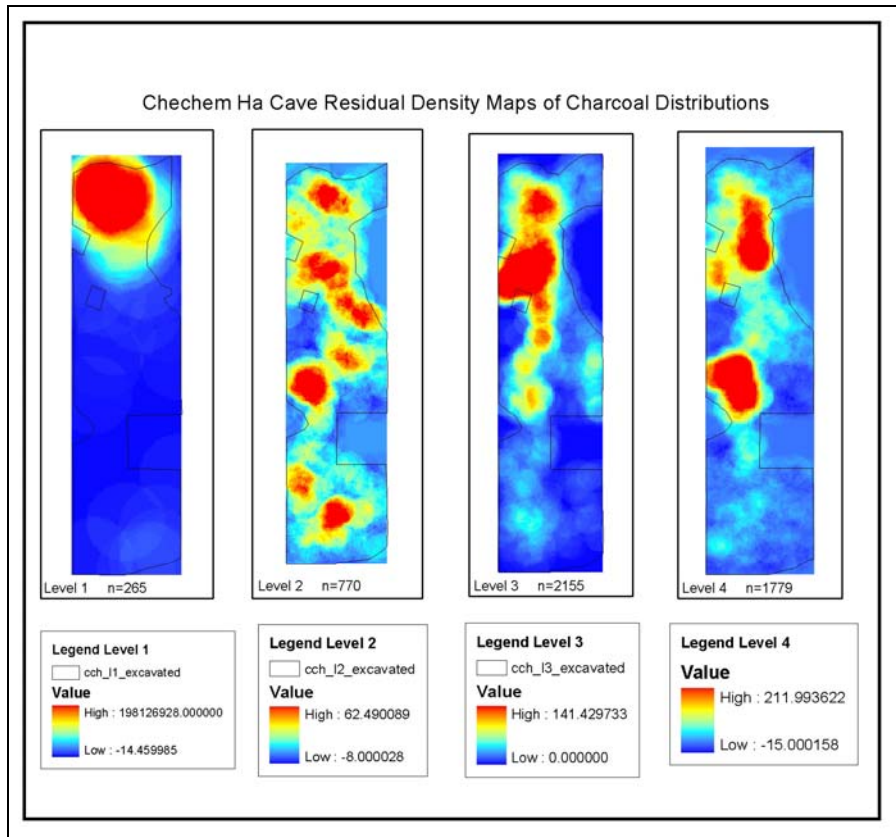 Chechem Ha Cave Residual Density Maps of Charcoal Distributions
Level 1 n=265
Level 2 n=770
Level 3 n=2155
Level 4 n=1779
Legend Level 1
cch_l1_excavated
Value
High : 198126928.000000
Low : -14.459985
Legend Level 2
cch_l2_excavated
Value
High : 62.490089
Low : -8.000028
Legend Level 3
cch_l3_excavated
Value
High : 141.429733
Low : 0.000000
Legend Level 4
Value
High : 211.993622
Low : -15.000158